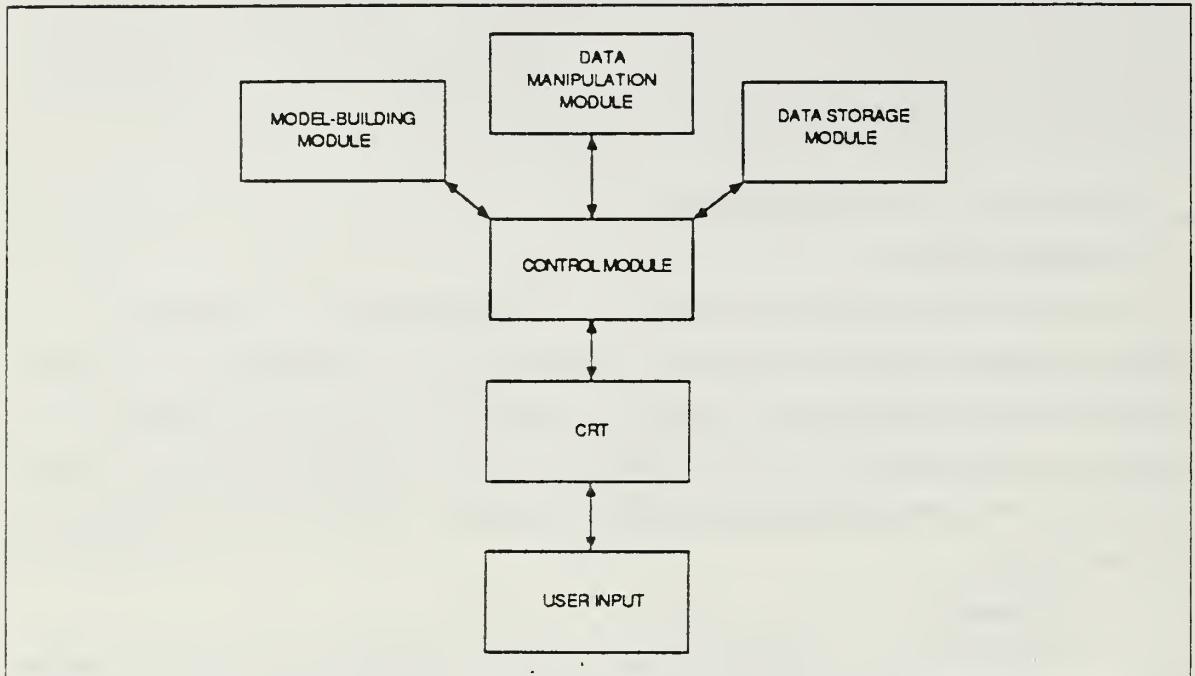 DATA
MANIPULATION
MODULE
MODEL-BUILDING
MODULE
DATA STORAGE
MODULE
CONTROL MODULE
CRT
USER INPUT